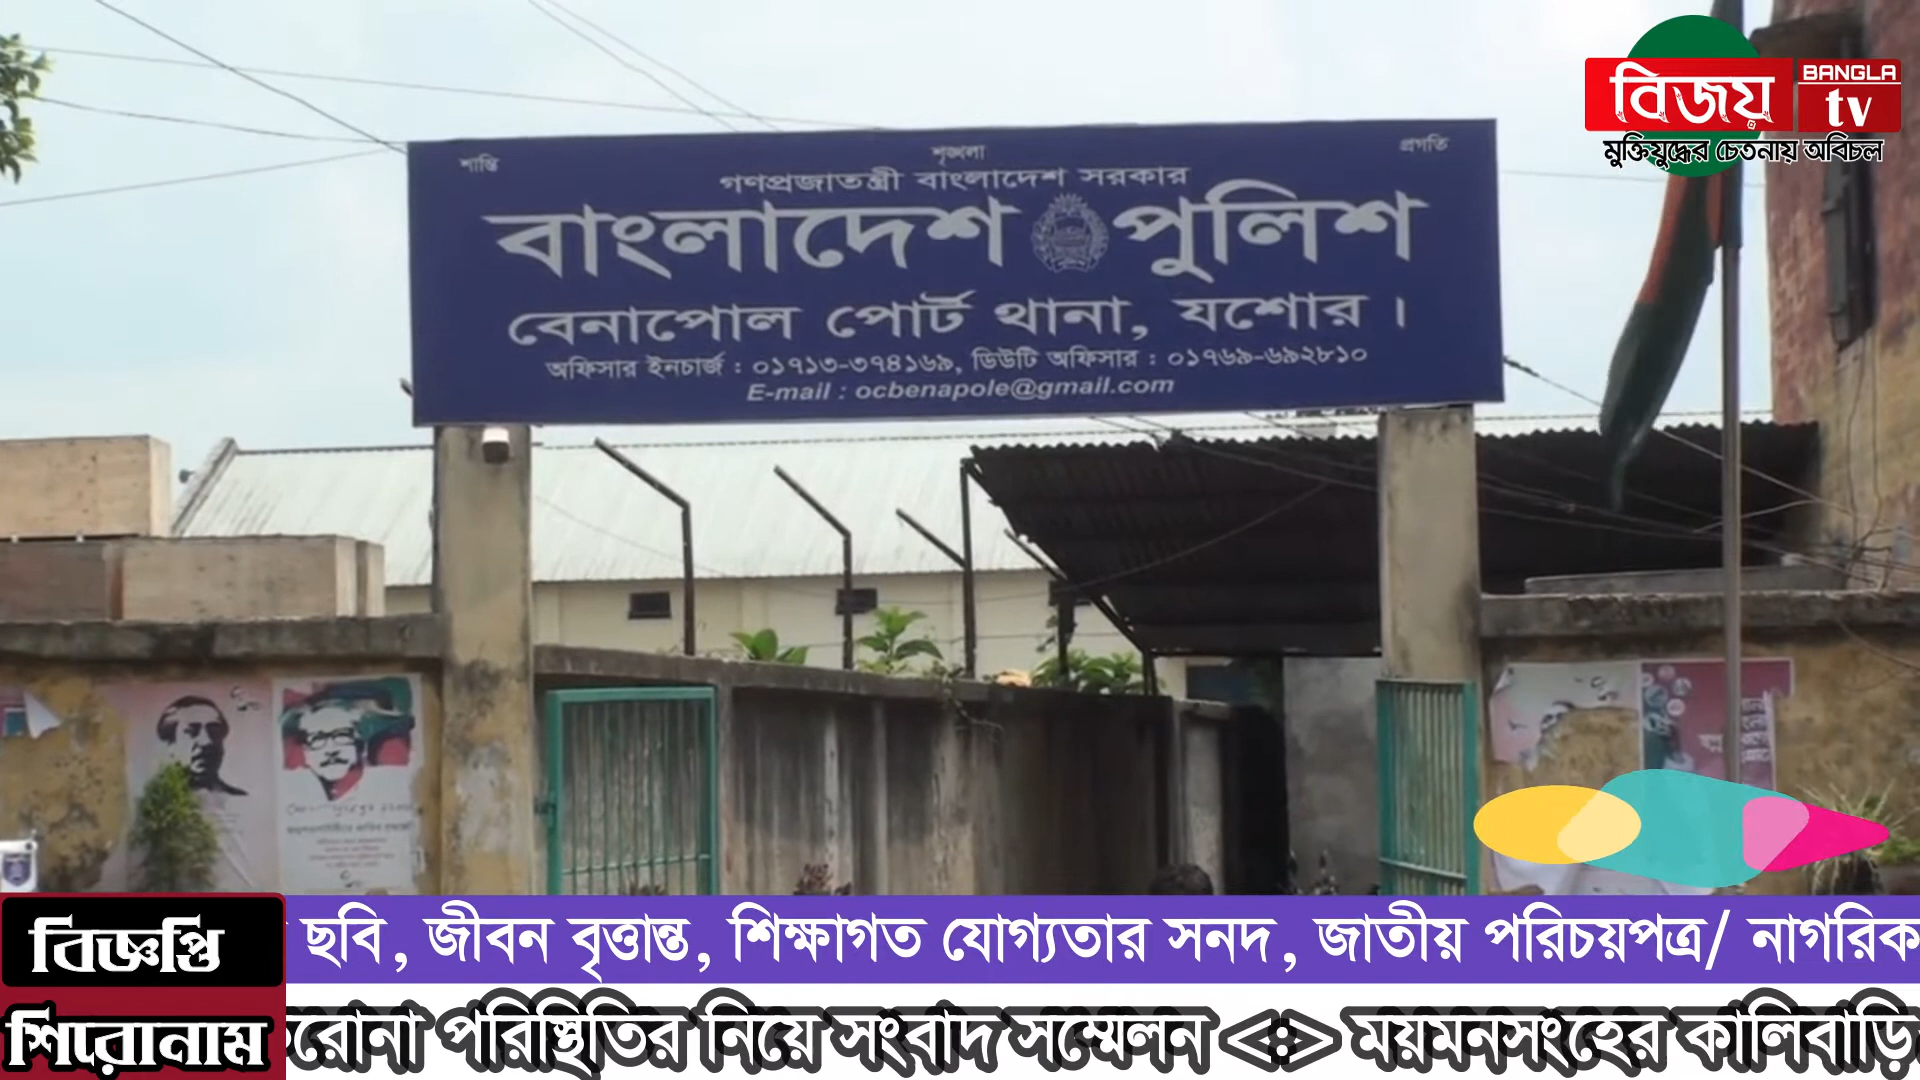 বিজয়
BANGLA
tv
মুক্তিযুদ্ধের চেতনায় অবিচল
শান্তি শৃঙ্খলা প্রগতি
গণপ্রজাতন্ত্রী বাংলাদেশ সরকার
বাংলাদেশ পুলিশ
বেনাপোল পোর্ট থানা, যশোর।
অফিসার ইনচার্জ : ০১৭১৩-৩৭৪১৬৯, ডিউটি অফিসার : ০১৭৬৯-৬৯২৮১০
E-mail : ocbenapole@gmail.com
বিজ্ঞপ্তি
ছবি, জীবন বৃত্তান্ত, শিক্ষাগত যোগ্যতার সনদ, জাতীয় পরিচয়পত্র/ নাগরিক
শিরোনাম
রোনা পরিস্থিতির নিয়ে সংবাদ সম্মেলন <> ময়মনসংহের কালিবাড়ি